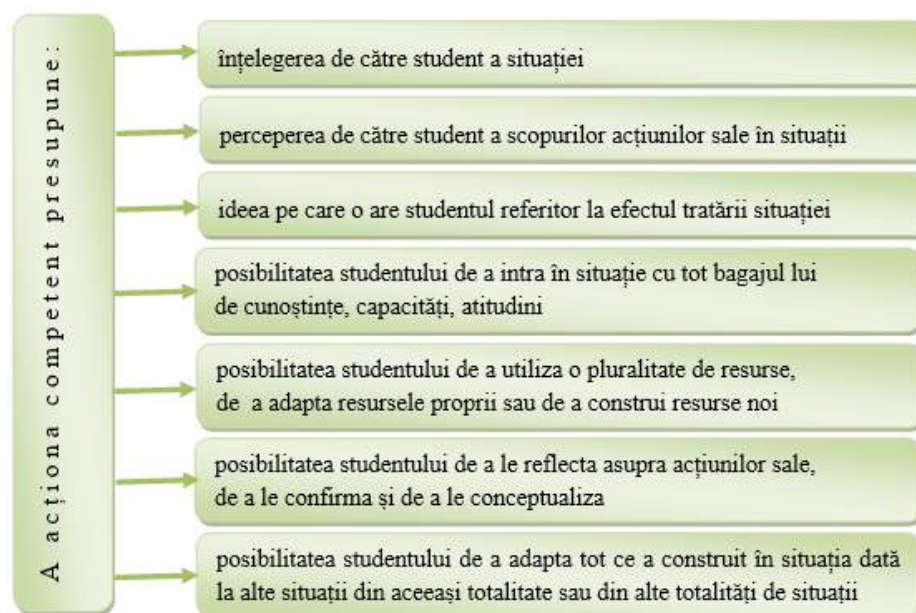 A acționa competent presupune:
înțelegerea de către student a situației
perceperea de către student a scopurilor acțiunilor sale în situații
ideea pe care o are studentul referitor la efectul tratării situației
posibilitatea studentului de a intra în situație cu tot bagajul lui
de cunoștințe, capacități, atitudini
posibilitatea studentului de a utiliza o pluralitate de resurse,
de a adapta resursele proprii sau de a construi resurse noi
posibilitatea studentului de a le reflecta asupra acțiunilor sale,
de a le confirma și de a le conceptualiza
posibilitatea studentului de a adapta tot ce a construit în situația dată
la alte situații din aceeași totalitate sau din alte totalități de situații